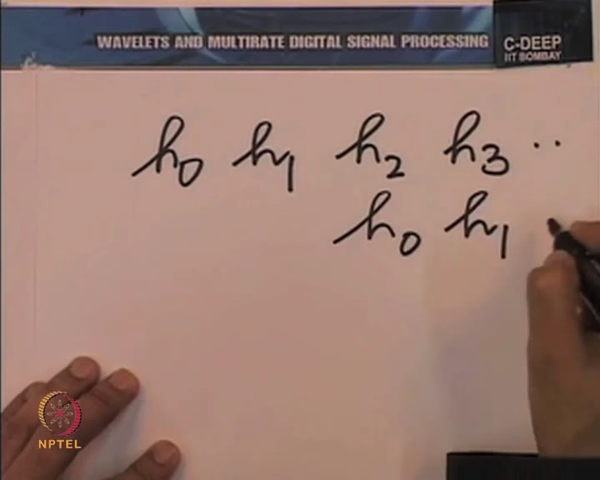 WAVELETS AND MULTIRATE DIGITAL SIGNAL PROCESSING
C-DEEP
IIT BOMBAY
h0 h1 h2 h3 ..
h0 h1
NPTEL